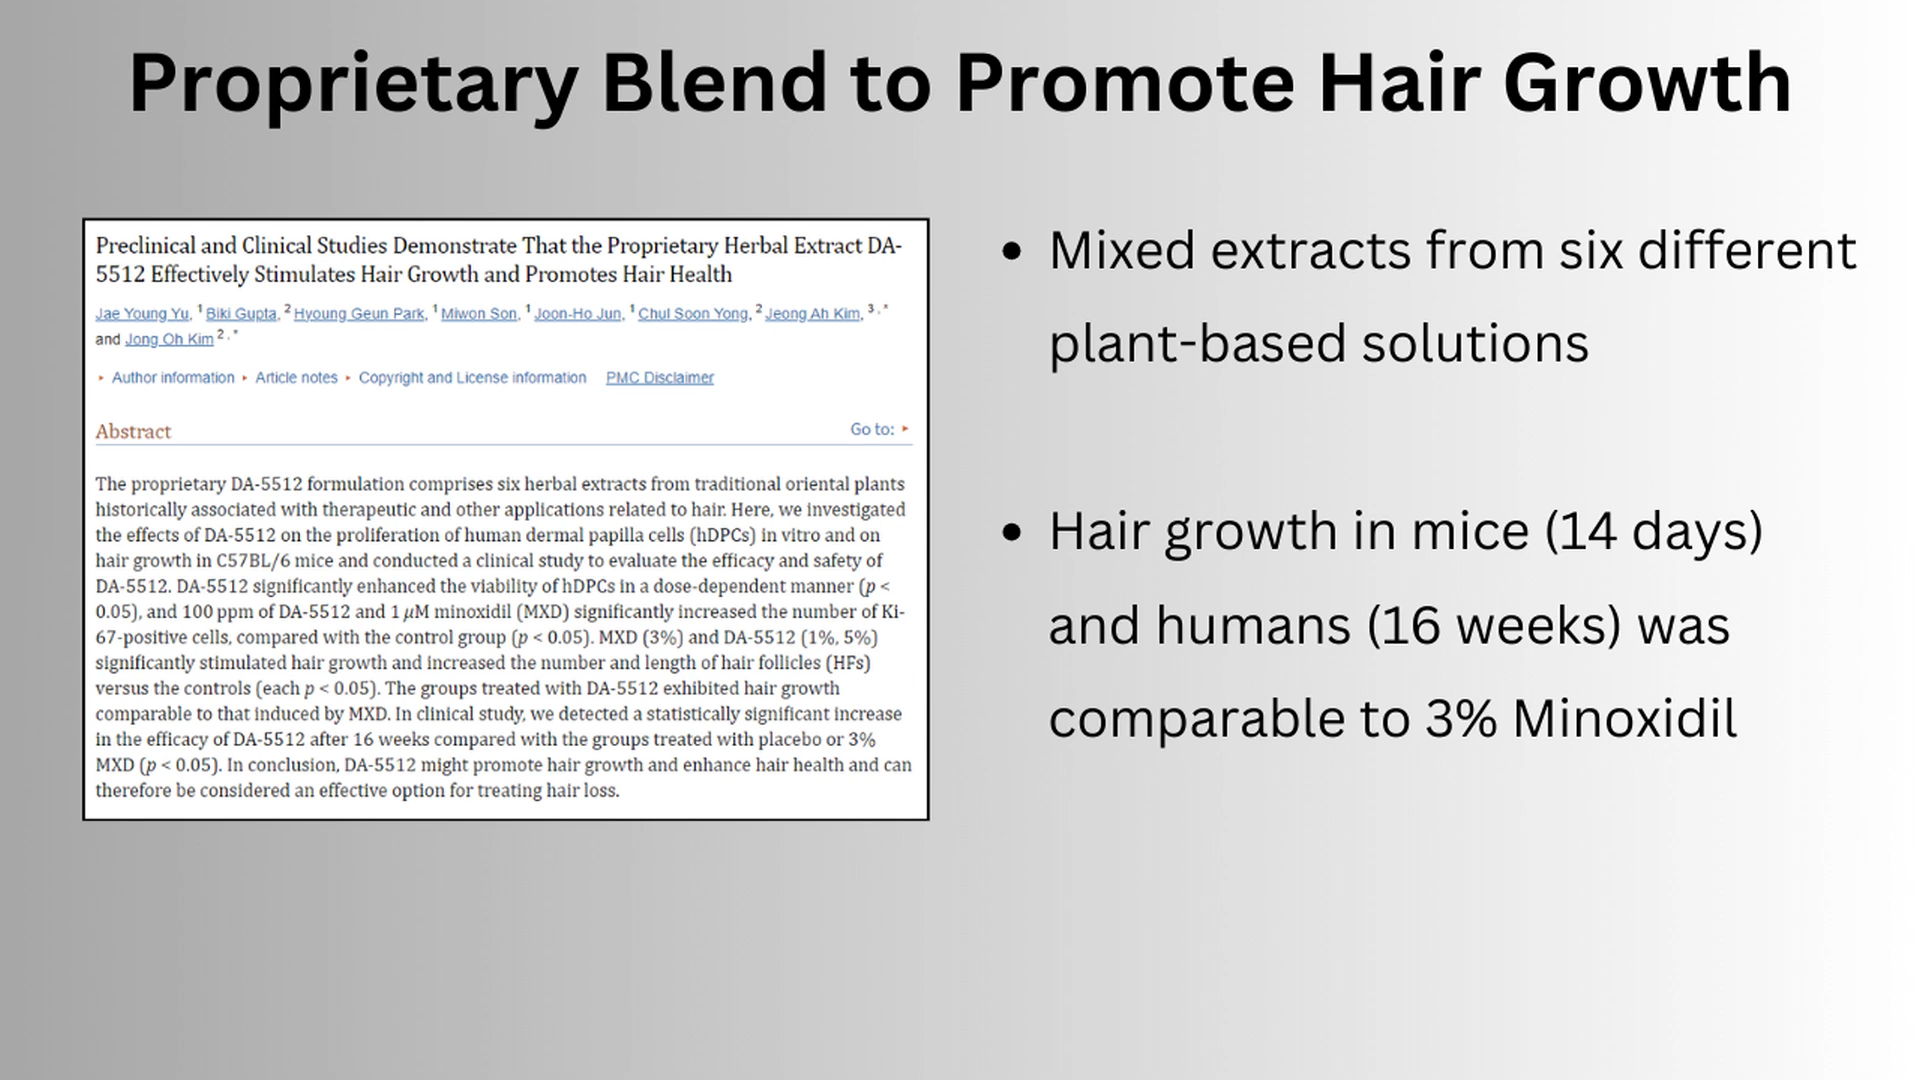 Proprietary Blend to Promote Hair Growth
Preclinical and Clinical Studies Demonstrate That the Proprietary Herbal Extract DA-
5512 Effectively Stimulates Hair Growth and Promotes Hair Health
Jae Young Yu, 1 Biki Gupta, 2 Hyoung Geun Park, 1 Miwon Son, 1 Joon-Ho Jun, 1 Chul Soon Yong, 2 Jeong Ah Kim, 3 , *
and Jong Oh Kim 2 , *
▸ Author information ▸ Article notes ▸ Copyright and License information PMC Disclaimer
Abstract Go to: ▸
The proprietary DA-5512 formulation comprises six herbal extracts from traditional oriental plants
historically associated with therapeutic and other applications related to hair. Here, we investigated
the effects of DA-5512 on the proliferation of human dermal papilla cells (hDPCs) in vitro and on
hair growth in C57BL/6 mice and conducted a clinical study to evaluate the efficacy and safety of
DA-5512. DA-5512 significantly enhanced the viability of hDPCs in a dose-dependent manner (p <
0.05), and 100 ppm of DA-5512 and 1 μM minoxidil (MXD) significantly increased the number of Ki-
67-positive cells, compared with the control group (p < 0.05). MXD (3%) and DA-5512 (1%, 5%)
significantly stimulated hair growth and increased the number and length of hair follicles (HFs)
versus the controls (each p < 0.05). The groups treated with DA-5512 exhibited hair growth
comparable to that induced by MXD. In clinical study, we detected a statistically significant increase
in the efficacy of DA-5512 after 16 weeks compared with the groups treated with placebo or 3%
MXD (p < 0.05). In conclusion, DA-5512 might promote hair growth and enhance hair health and can
therefore be considered an effective option for treating hair loss.
• Mixed extracts from six different
plant-based solutions
• Hair growth in mice (14 days)
and humans (16 weeks) was
comparable to 3% Minoxidil